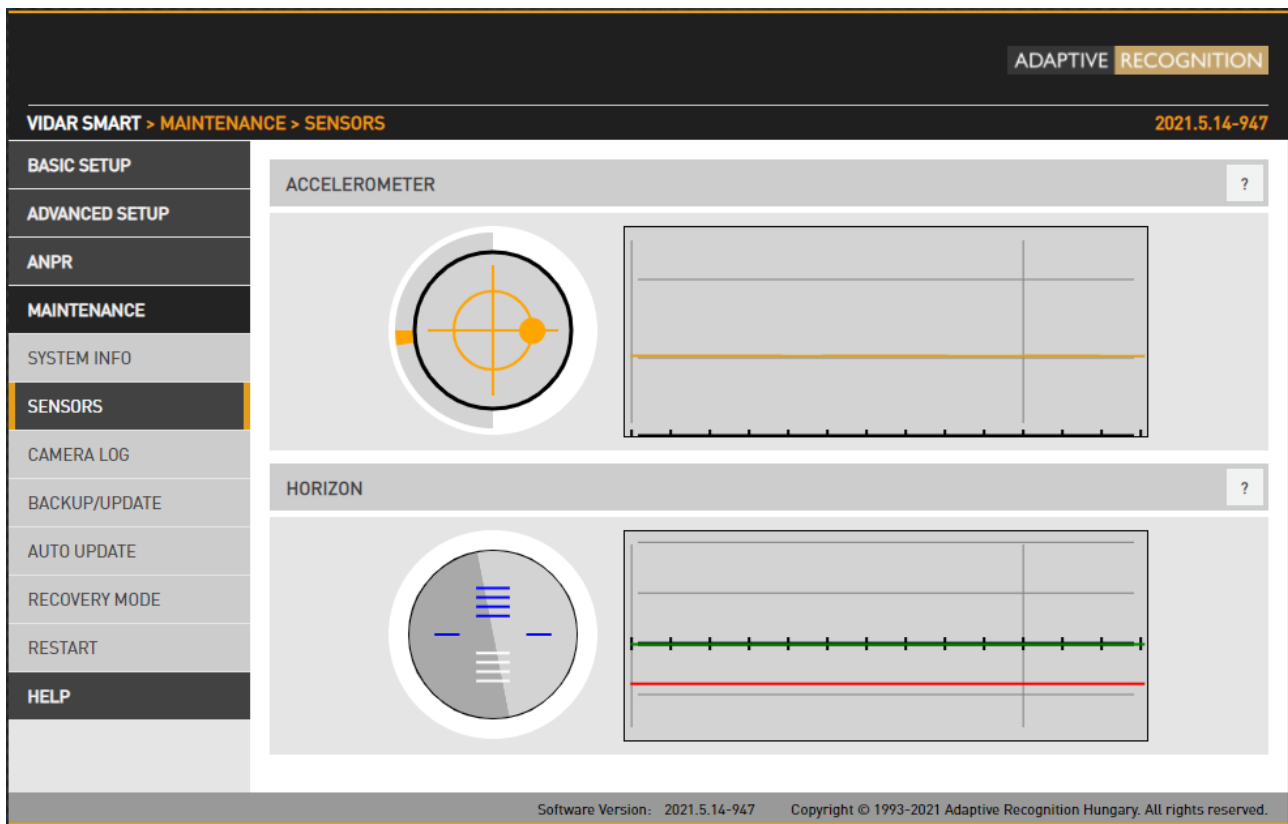 ADAPTIVE RECOGNITION
VIDAR SMART > MAINTENANCE > SENSORS 2021.5.14-947
BASIC SETUP
ADVANCED SETUP
ANPR
MAINTENANCE
SYSTEM INFO
SENSORS
CAMERA LOG
BACKUP/UPDATE
AUTO UPDATE
RECOVERY MODE
RESTART
HELP
ACCELEROMETER ?
HORIZON ?
Software Version: 2021.5.14-947 Copyright © 1993-2021 Adaptive Recognition Hungary. All rights reserved.